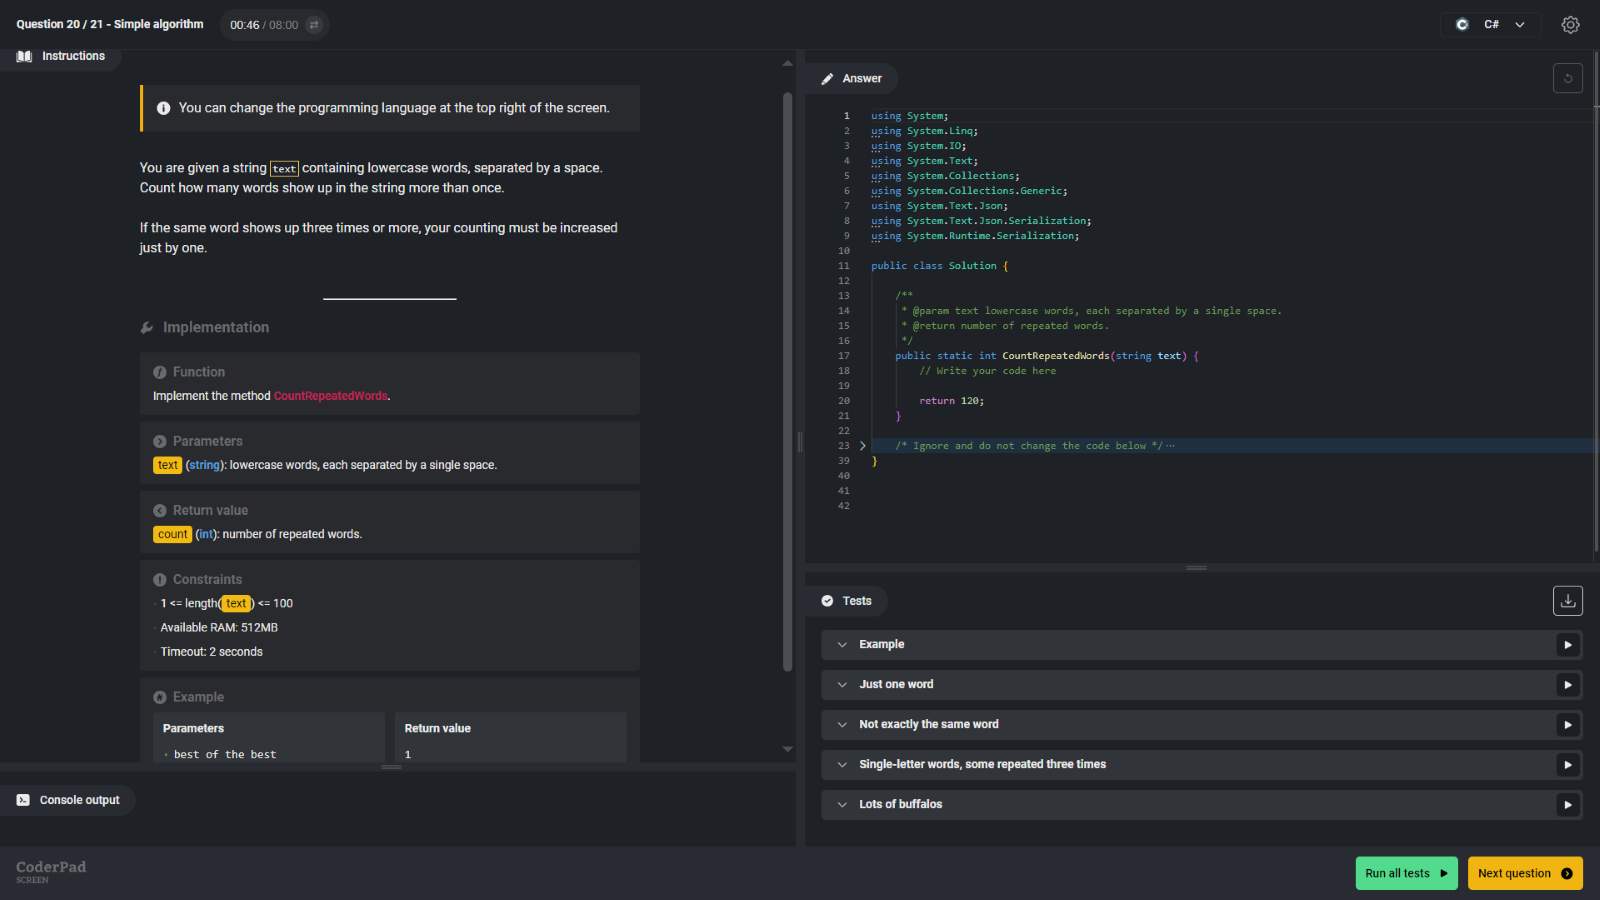 Question 20 / 21 - Simple algorithm
00:46 / 08:00
C#
Instructions
You can change the programming language at the top right of the screen.
You are given a string text containing lowercase words, separated by a space.
Count how many words show up in the string more than once.
If the same word shows up three times or more, your counting must be increased
just by one.
Implementation
Function
Implement the method CountRepeatedWords.
Parameters
text (string): lowercase words, each separated by a single space.
Return value
count (int): number of repeated words.
Constraints
1 <= length(text) <= 100
Available RAM: 512MB
Timeout: 2 seconds
Example
Parameters
Return value
best of the best
1
Console output
Answer
1 using System;
2 using System.Linq;
3 using System.IO;
4 using System.Text;
5 using System.Collections;
6 using System.Collections.Generic;
7 using System.Text.Json;
8 using System.Text.Json.Serialization;
9 using System.Runtime.Serialization;
10
11 public class Solution {
12
13 /**
14 * @param text lowercase words, each separated by a single space.
15 * @return number of repeated words.
16 */
17 public static int CountRepeatedWords(string text) {
18 // Write your code here
19
20 return 120;
21 }
22
23 /* Ignore and do not change the code below */ ···
39 }
40
41
42
Tests
Example
Just one word
Not exactly the same word
Single-letter words, some repeated three times
Lots of buffalos
CoderPad
SCREEN
Run all tests
Next question